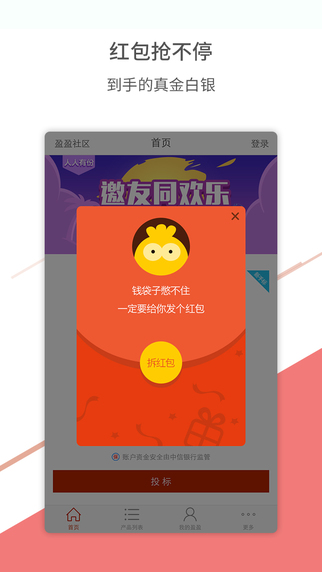 红包抢不停
到手的真金白银
盈盈社区
首页
登录
人人有份
邀友同欢乐
钱袋子憋不住
一定要给你发个红包
拆红包
账户资金安全由中信银行监管
投 标
首页
产品列表
我的盈盈
更多